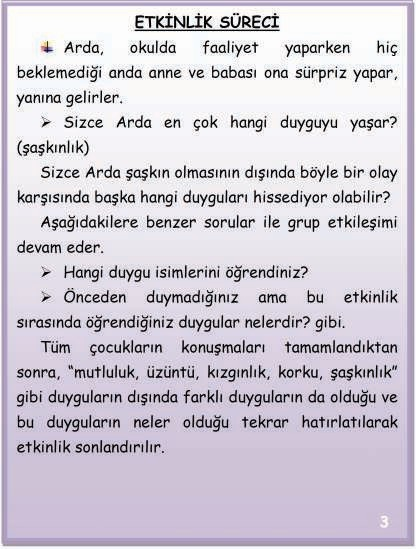 ETKİNLİK SÜRECİ
Arda, okulda faaliyet yaparken hiç
beklemediği anda anne ve babası ona sürpriz yapar,
yanına gelirler.
➢ Sizce Arda en çok hangi duyguyu yaşar?
(şaşkınlık)
Sizce Arda şaşkın olmasının dışında böyle bir olay
karşısında başka hangi duyguları hissediyor olabilir?
Aşağıdakilere benzer sorular ile grup etkileşimi
devam eder.
➢ Hangi duygu isimlerini öğrendiniz?
➢ Önceden duymadığınız ama bu etkinlik
sırasında öğrendiğiniz duygular nelerdir? gibi.
Tüm çocukların konuşmaları tamamlandıktan
sonra, “mutluluk, üzüntü, kızgınlık, korku, şaşkınlık”
gibi duyguların dışında farklı duyguların da olduğu ve
bu duyguların neler olduğu tekrar hatırlatılarak
etkinlik sonlandırılır.
3